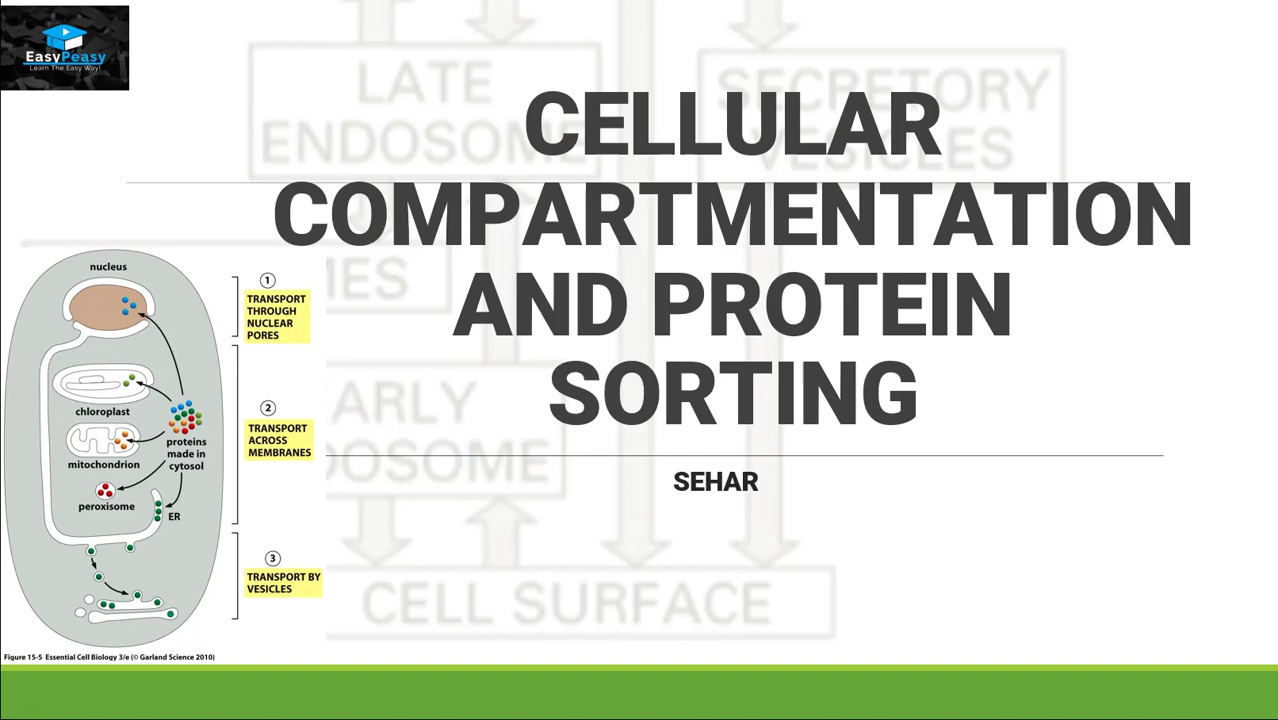 EasyPeasy
Learn The Easy Way!
LATE
ENDOSOME
SECRETORY
VESICLES
CELLULAR
COMPARTMENTATION
AND PROTEIN
SORTING
SEHAR
CELL SURFACE
nucleus
chloroplast
mitochondrion
peroxisome
proteins
made in
cytosol
ER
1
TRANSPORT
THROUGH
NUCLEAR
PORES
2
TRANSPORT
ACROSS
MEMBRANES
3
TRANSPORT BY
VESICLES
Figure 15-5 Essential Cell Biology 3/e (© Garland Science 2010)